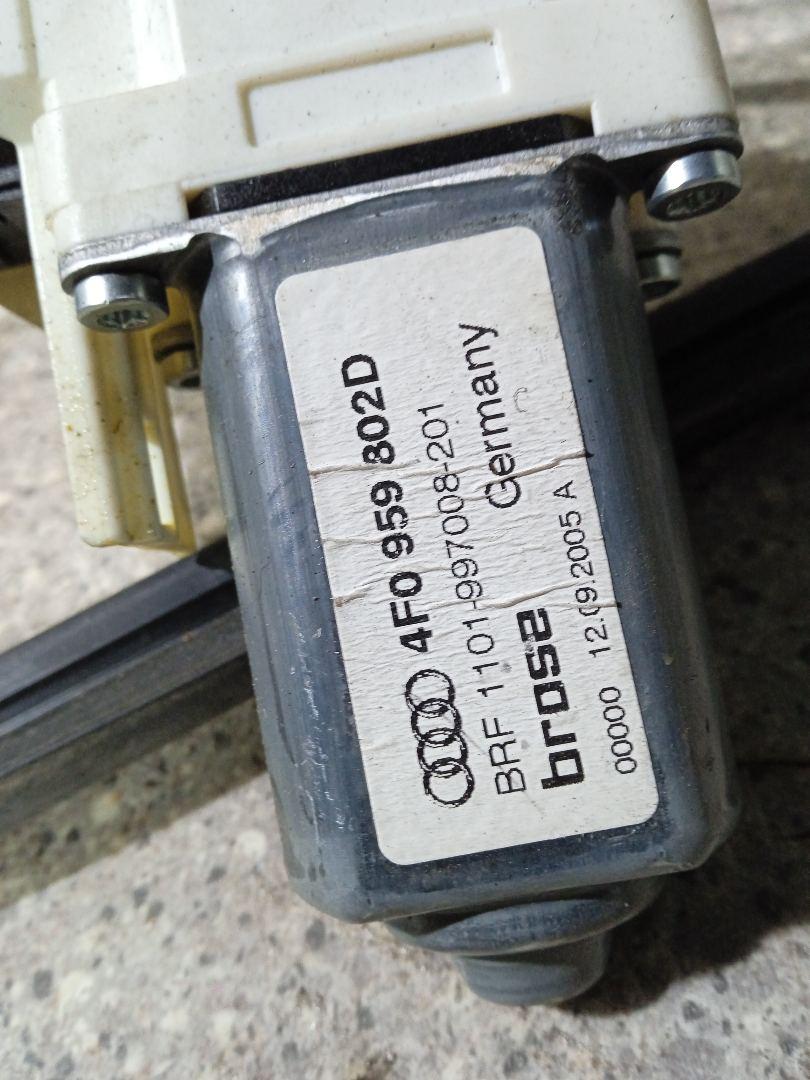 4F0 959 802D
BRF 1101-997008-201
brose Germany
00000 12.09.2005 A